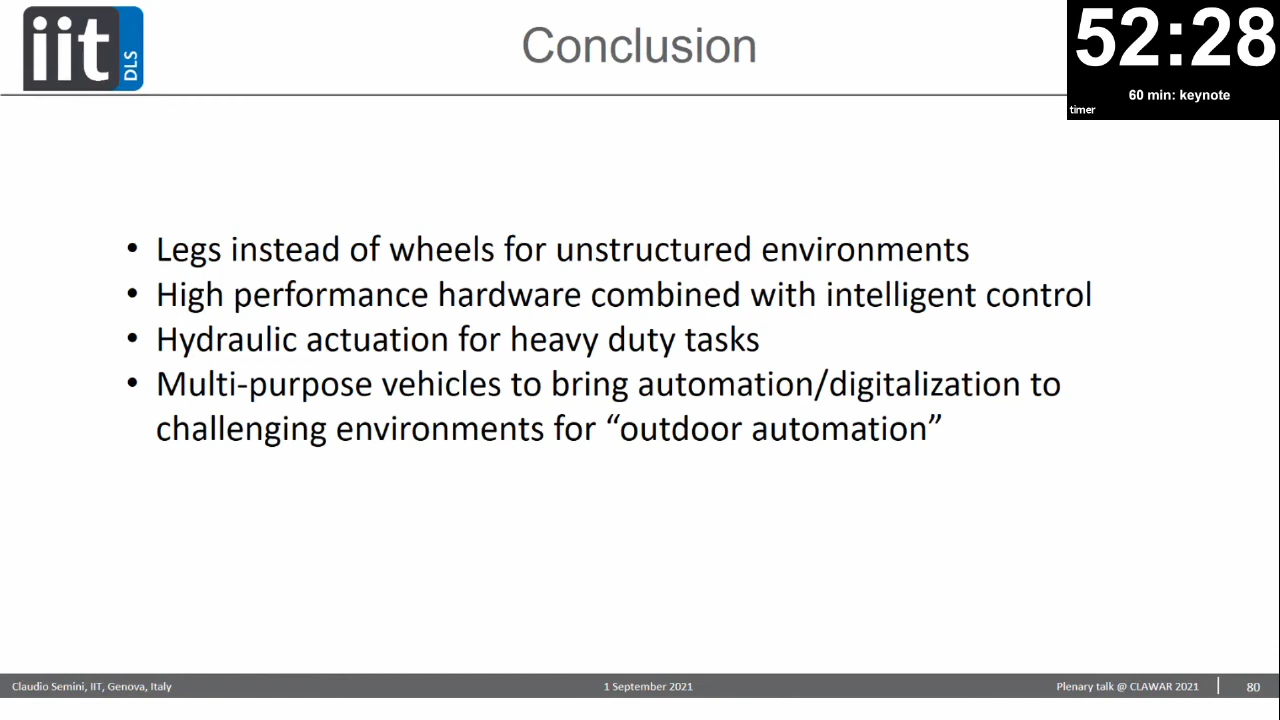 iit
DLS
Conclusion
52:28
60 min: keynote
timer
• Legs instead of wheels for unstructured environments
• High performance hardware combined with intelligent control
• Hydraulic actuation for heavy duty tasks
• Multi-purpose vehicles to bring automation/digitalization to
challenging environments for “outdoor automation”
Claudio Semini, IIT, Genova, Italy
1 September 2021
Plenary talk @ CLAWAR 2021
80